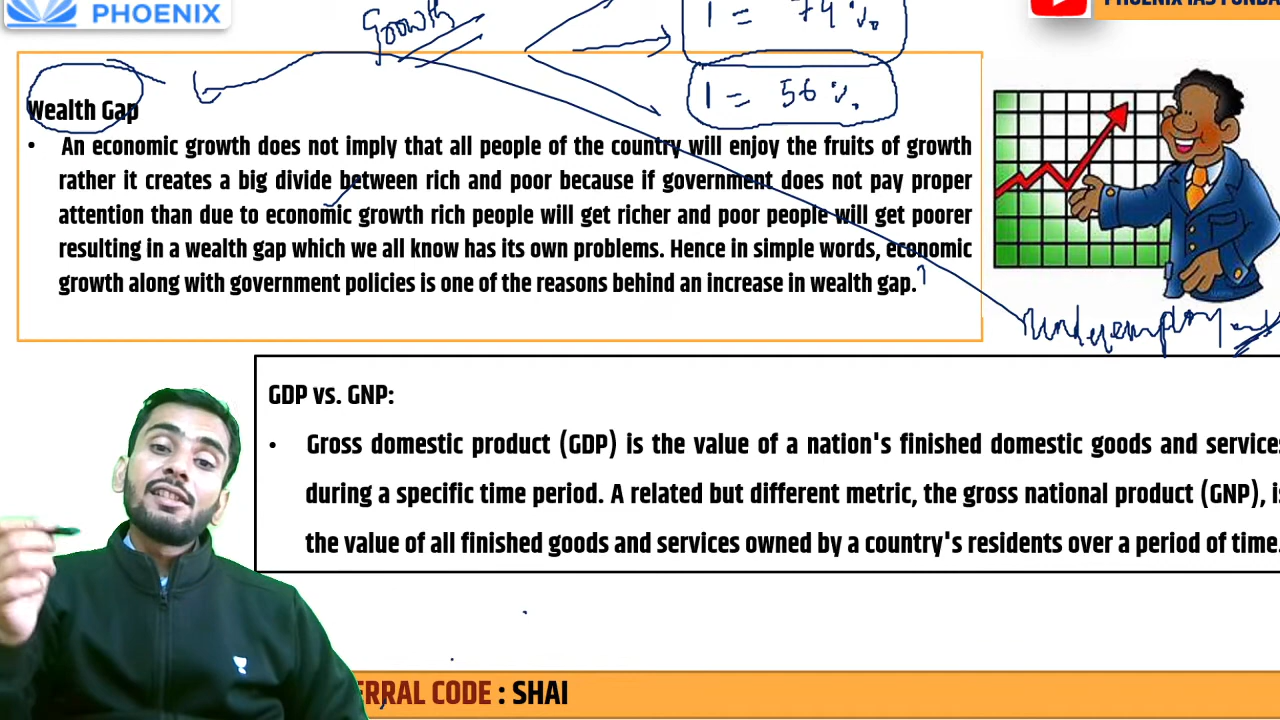 PHOENIX
PHOENIX IAS FUNDA
Growth
1 = 74 %.
1 = 56 %.
Wealth Gap
• An economic growth does not imply that all people of the country will enjoy the fruits of growth
rather it creates a big divide between rich and poor because if government does not pay proper
attention than due to economic growth rich people will get richer and poor people will get poorer
resulting in a wealth gap which we all know has its own problems. Hence in simple words, economic
growth along with government policies is one of the reasons behind an increase in wealth gap.
Underemploy
GDP vs. GNP:
• Gross domestic product (GDP) is the value of a nation's finished domestic goods and services
during a specific time period. A related but different metric, the gross national product (GNP), is
the value of all finished goods and services owned by a country's residents over a period of time.
ERRAL CODE : SHAI